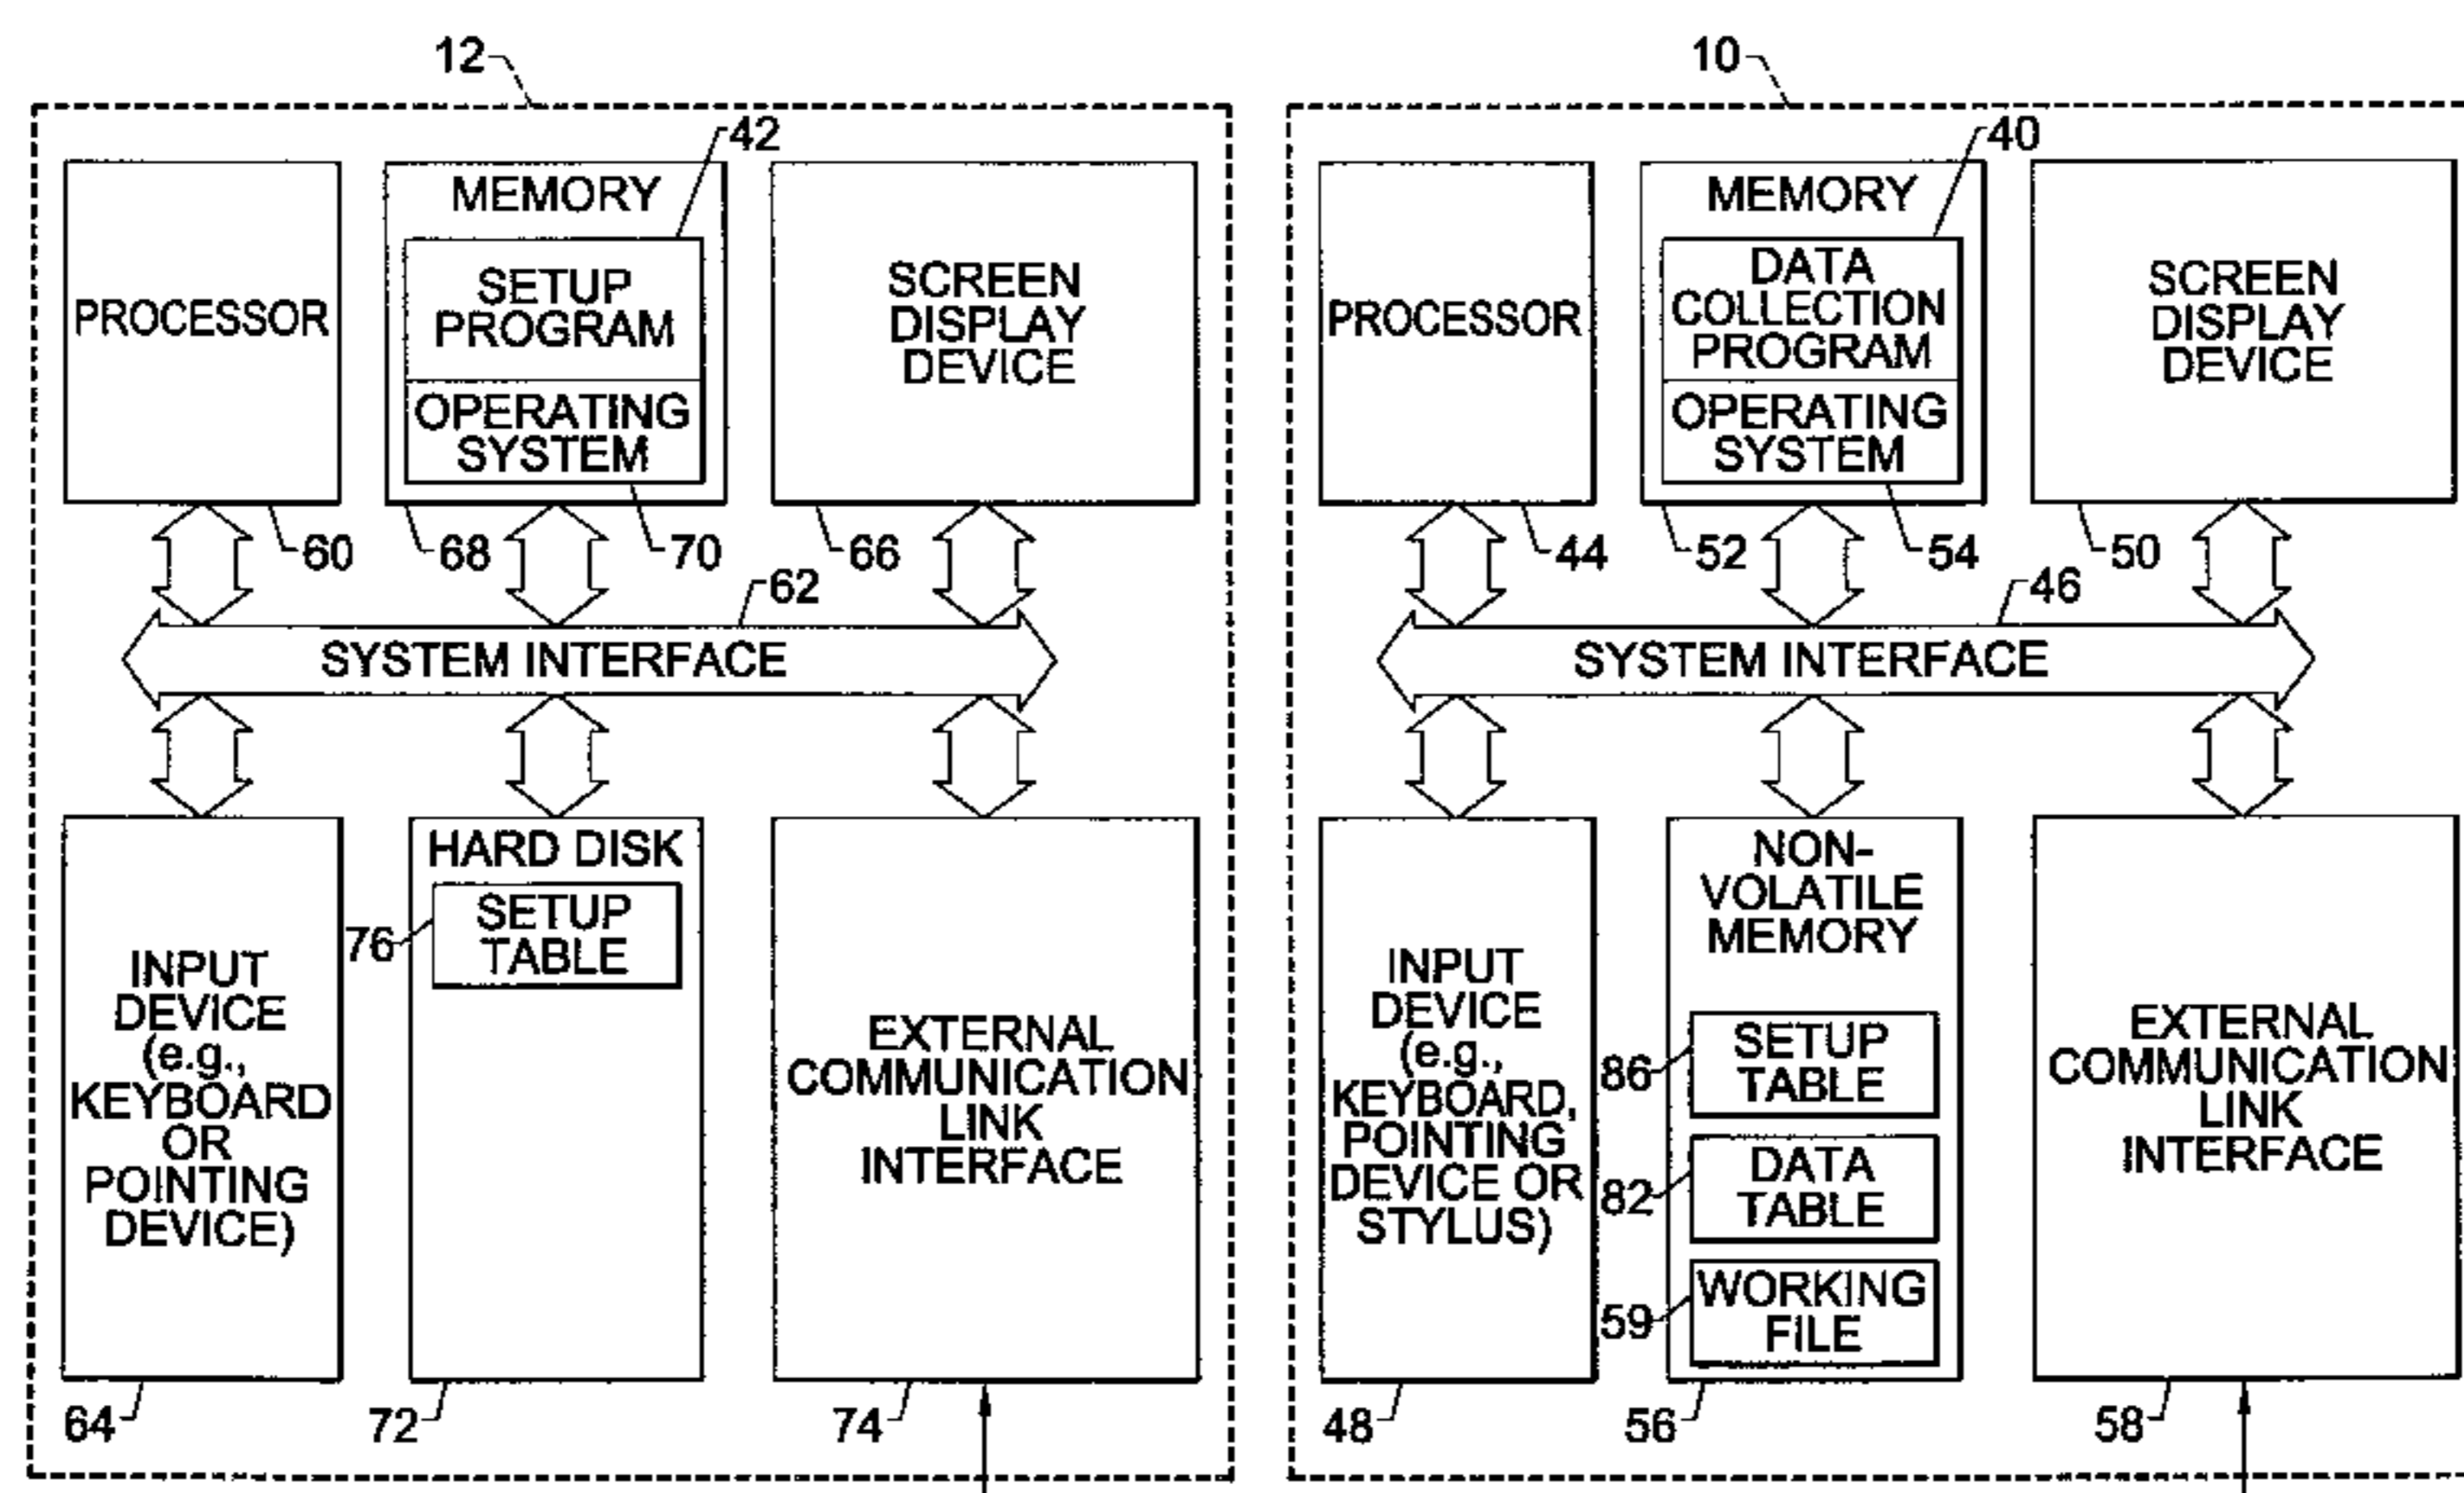 12
42
PROCESSOR
MEMORY
SETUP
PROGRAM
OPERATING
SYSTEM
SCREEN
DISPLAY
DEVICE
60
68
70
66
62
SYSTEM INTERFACE
INPUT
DEVICE
(e.g.,
KEYBOARD
OR
POINTING
DEVICE)
HARD DISK
76
SETUP
TABLE
EXTERNAL
COMMUNICATION
LINK
INTERFACE
64
72
74
10
40
PROCESSOR
MEMORY
DATA
COLLECTION
PROGRAM
OPERATING
SYSTEM
SCREEN
DISPLAY
DEVICE
44
52
54
50
46
SYSTEM INTERFACE
INPUT
DEVICE
(e.g.,
KEYBOARD,
POINTING
DEVICE OR
STYLUS)
NON-
VOLATILE
MEMORY
86
SETUP
TABLE
82
DATA
TABLE
59
WORKING
FILE
EXTERNAL
COMMUNICATION
LINK
INTERFACE
48
56
58